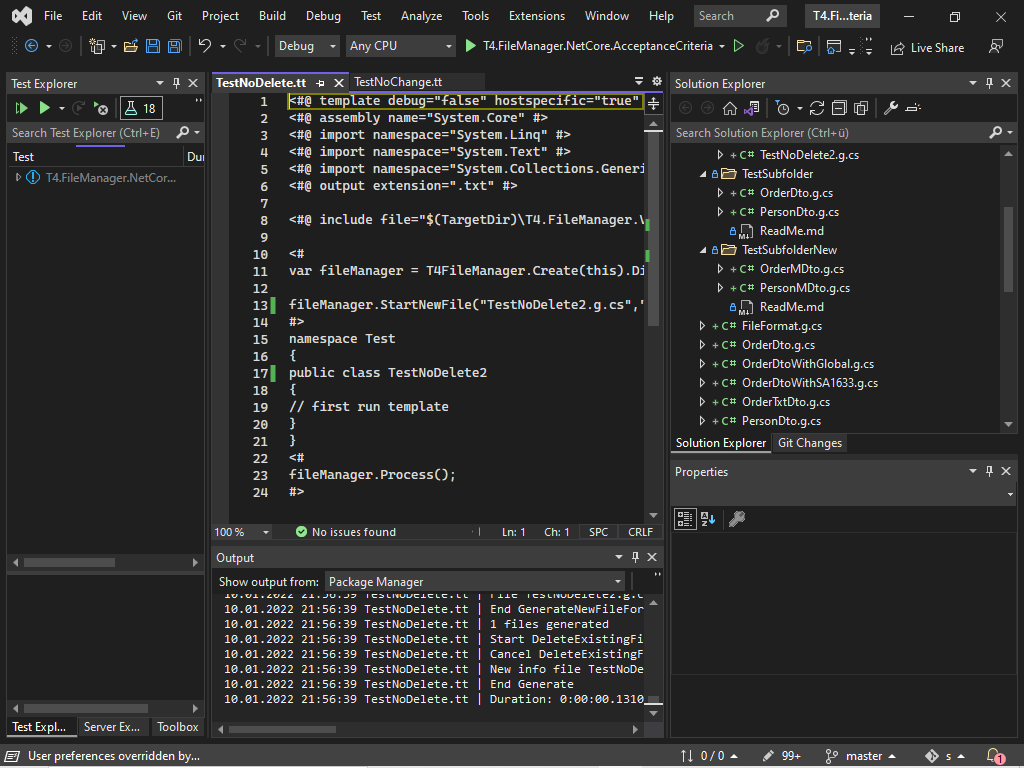 File Edit View Git Project Build Debug Test Analyze Tools Extensions Window Help Search T4.Fi...teria
Debug Any CPU T4.FileManager.NetCore.AcceptanceCriteria Live Share
Test Explorer
18
Search Test Explorer (Ctrl+E)
Test Dur
T4.FileManager.NetCor...
Test Expl... Server Ex... Toolbox
TestNoDelete.tt TestNoChange.tt
1 <#@ template debug="false" hostspecific="true"
2 <#@ assembly name="System.Core" #>
3 <#@ import namespace="System.Linq" #>
4 <#@ import namespace="System.Text" #>
5 <#@ import namespace="System.Collections.Generi
6 <#@ output extension=".txt" #>
7
8 <#@ include file="$(TargetDir)\T4.FileManager.V
9
10 <#
11 var fileManager = T4FileManager.Create(this).Di
12
13 fileManager.StartNewFile("TestNoDelete2.g.cs","
14 #>
15 namespace Test
16 {
17 public class TestNoDelete2
18 {
19 // first run template
20 }
21 }
22 <#
23 fileManager.Process();
24 #>
100 % No issues found Ln: 1 Ch: 1 SPC CRLF
Output
Show output from: Package Manager
10.01.2022 21:56:39 TestNoDelete.tt | File TestNoDelete2.g.c
10.01.2022 21:56:39 TestNoDelete.tt | End GenerateNewFileFor
10.01.2022 21:56:39 TestNoDelete.tt | 1 files generated
10.01.2022 21:56:39 TestNoDelete.tt | Start DeleteExistingFi
10.01.2022 21:56:39 TestNoDelete.tt | Cancel DeleteExistingF
10.01.2022 21:56:39 TestNoDelete.tt | New info file TestNoDe
10.01.2022 21:56:39 TestNoDelete.tt | End Generate
10.01.2022 21:56:39 TestNoDelete.tt | Duration: 0:00:00.1310
Solution Explorer
Search Solution Explorer (Ctrl+ü)
+ C# TestNoDelete2.g.cs
TestSubfolder
+ C# OrderDto.g.cs
+ C# PersonDto.g.cs
M↓ ReadMe.md
TestSubfolderNew
+ C# OrderMDto.g.cs
+ C# PersonMDto.g.cs
M↓ ReadMe.md
+ C# FileFormat.g.cs
+ C# OrderDto.g.cs
+ C# OrderDtoWithGlobal.g.cs
+ C# OrderDtoWithSA1633.g.cs
+ C# OrderTxtDto.g.cs
+ C# PersonDto.g.cs
Solution Explorer Git Changes
Properties
User preferences overridden by... 0 / 0 99+ master s 1